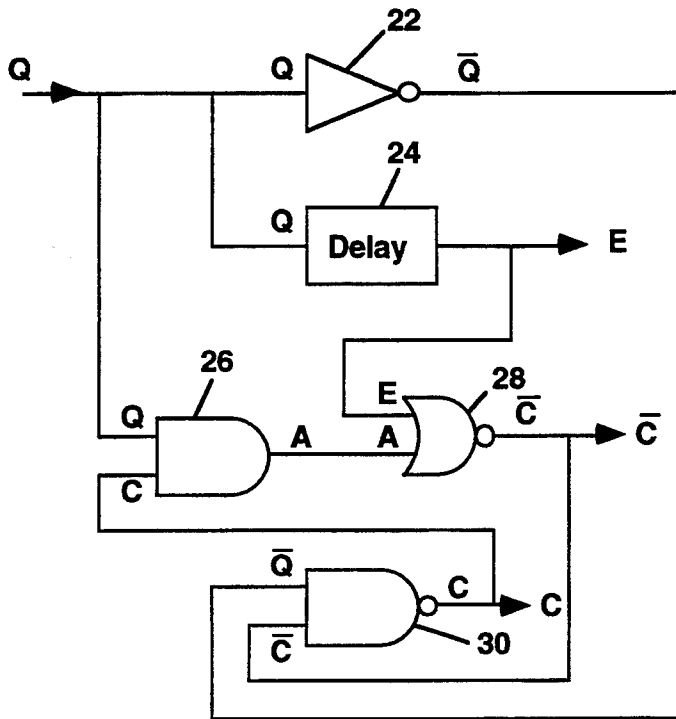 22
Q Q Q̅
24
Q Delay E
26
E 28
Q C̅ C̅
A A
C
Q̅
C C
C̅ 30